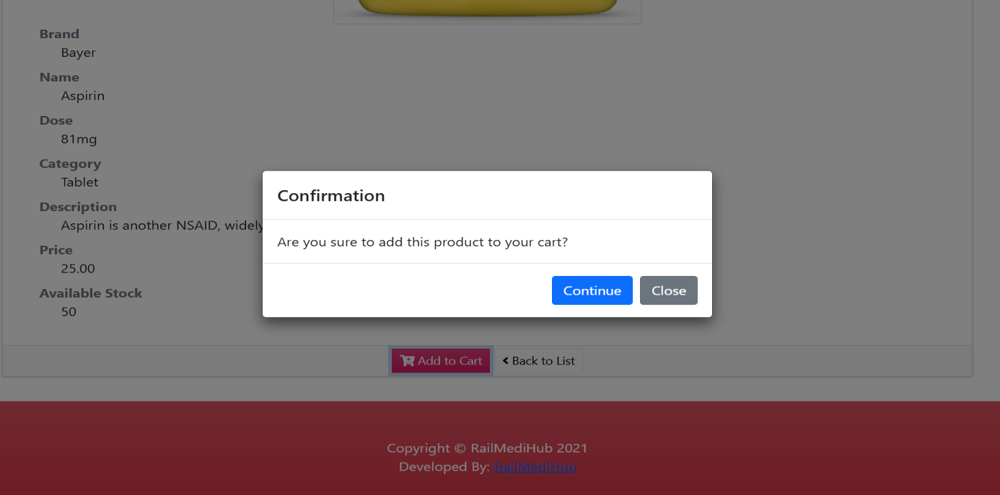 Brand
Bayer
Name
Aspirin
Dose
81mg
Category
Tablet
Description
Aspirin is another NSAID, widely
Price
25.00
Available Stock
50
Confirmation
Are you sure to add this product to your cart?
Continue Close
Add to Cart Back to List
Copyright © RailMediHub 2021
Developed By: RailMediHub